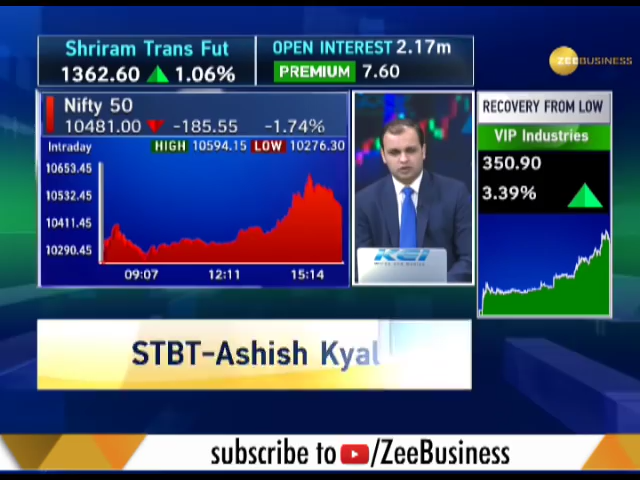 Shriram Trans Fut
1362.60 1.06%
OPEN INTEREST 2.17m
PREMIUM 7.60
ZEEBUSINESS
Nifty 50
10481.00 -185.55 -1.74%
Intraday HIGH 10594.15 LOW 10276.30
10653.45
10532.45
10411.45
10290.45
09:07 12:11 15:14
KEI
RECOVERY FROM LOW
VIP Industries
350.90
3.39%
STBT-Ashish Kyal
subscribe to /ZeeBusiness